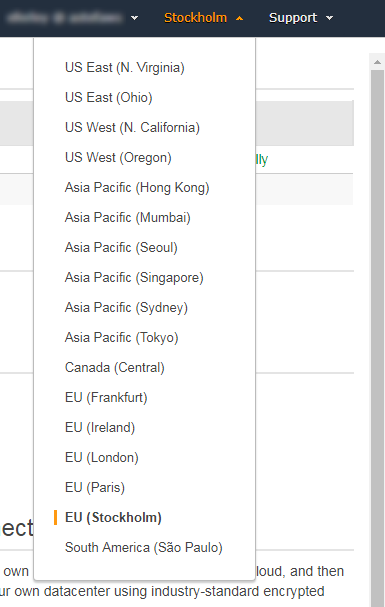 Stockholm Support
US East (N. Virginia)
US East (Ohio)
US West (N. California)
US West (Oregon)
lly
Asia Pacific (Hong Kong)
Asia Pacific (Mumbai)
Asia Pacific (Seoul)
Asia Pacific (Singapore)
Asia Pacific (Sydney)
Asia Pacific (Tokyo)
Canada (Central)
EU (Frankfurt)
EU (Ireland)
EU (London)
EU (Paris)
EU (Stockholm)
South America (São Paulo)
ect
own loud, and then
ur own datacenter using industry-standard encrypted